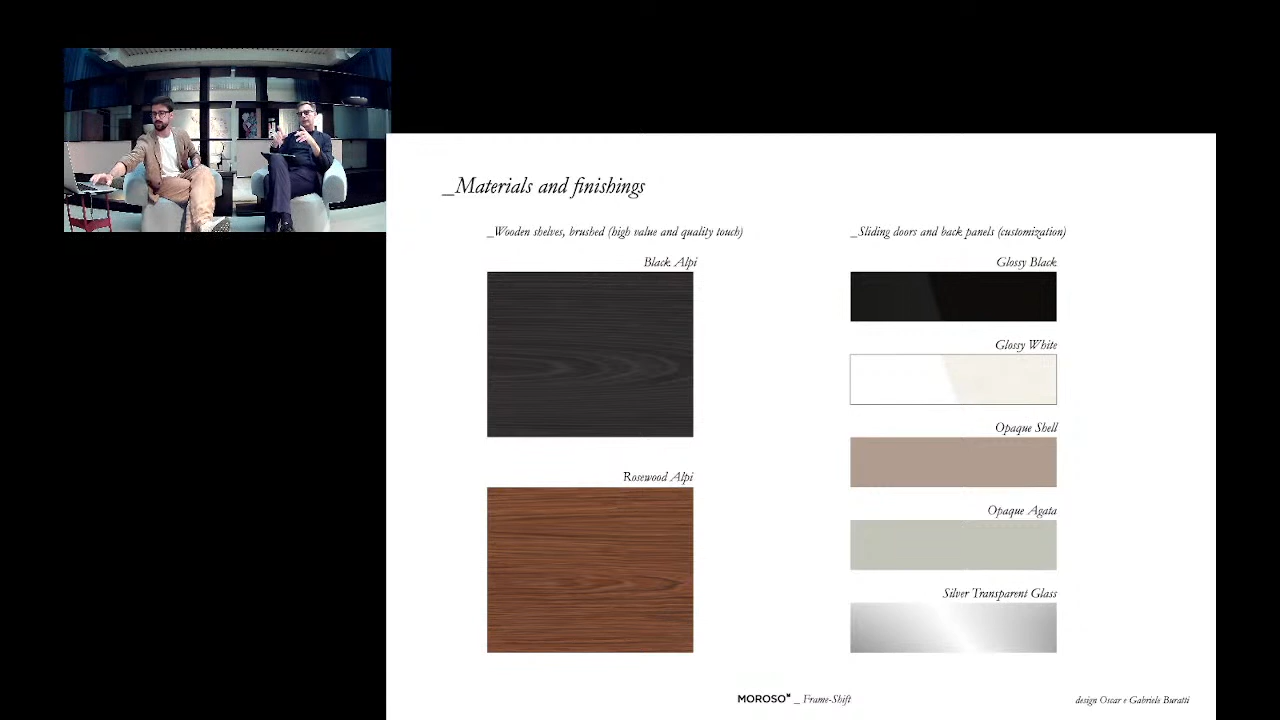 _Materials and finishings
_Wooden shelves, brushed (high value and quality touch)
Black Alpi
Rosewood Alpi
_Sliding doors and back panels (customization)
Glossy Black
Glossy White
Opaque Shell
Opaque Agata
Silver Transparent Glass
MOROSO _ Frame-Shift
design Oscar e Gabriele Buratti